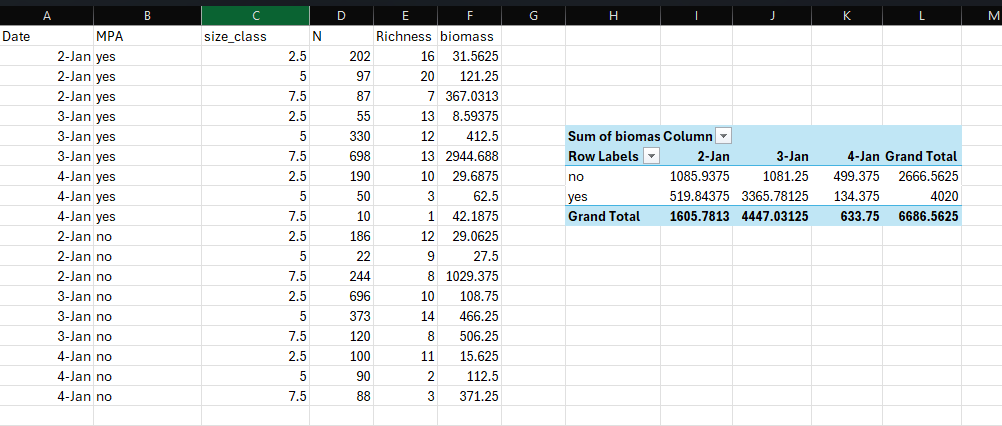 A B C D E F G H I J K L M
Date MPA size_class N Richness biomass
2-Jan yes 2.5 202 16 31.5625
2-Jan yes 5 97 20 121.25
2-Jan yes 7.5 87 7 367.0313
3-Jan yes 2.5 55 13 8.59375
3-Jan yes 5 330 12 412.5 Sum of biomas Column
3-Jan yes 7.5 698 13 2944.688 Row Labels 2-Jan 3-Jan 4-Jan Grand Total
4-Jan yes 2.5 190 10 29.6875 no 1085.9375 1081.25 499.375 2666.5625
4-Jan yes 5 50 3 62.5 yes 519.84375 3365.78125 134.375 4020
4-Jan yes 7.5 10 1 42.1875 Grand Total 1605.7813 4447.03125 633.75 6686.5625
2-Jan no 2.5 186 12 29.0625
2-Jan no 5 22 9 27.5
2-Jan no 7.5 244 8 1029.375
3-Jan no 2.5 696 10 108.75
3-Jan no 5 373 14 466.25
3-Jan no 7.5 120 8 506.25
4-Jan no 2.5 100 11 15.625
4-Jan no 5 90 2 112.5
4-Jan no 7.5 88 3 371.25